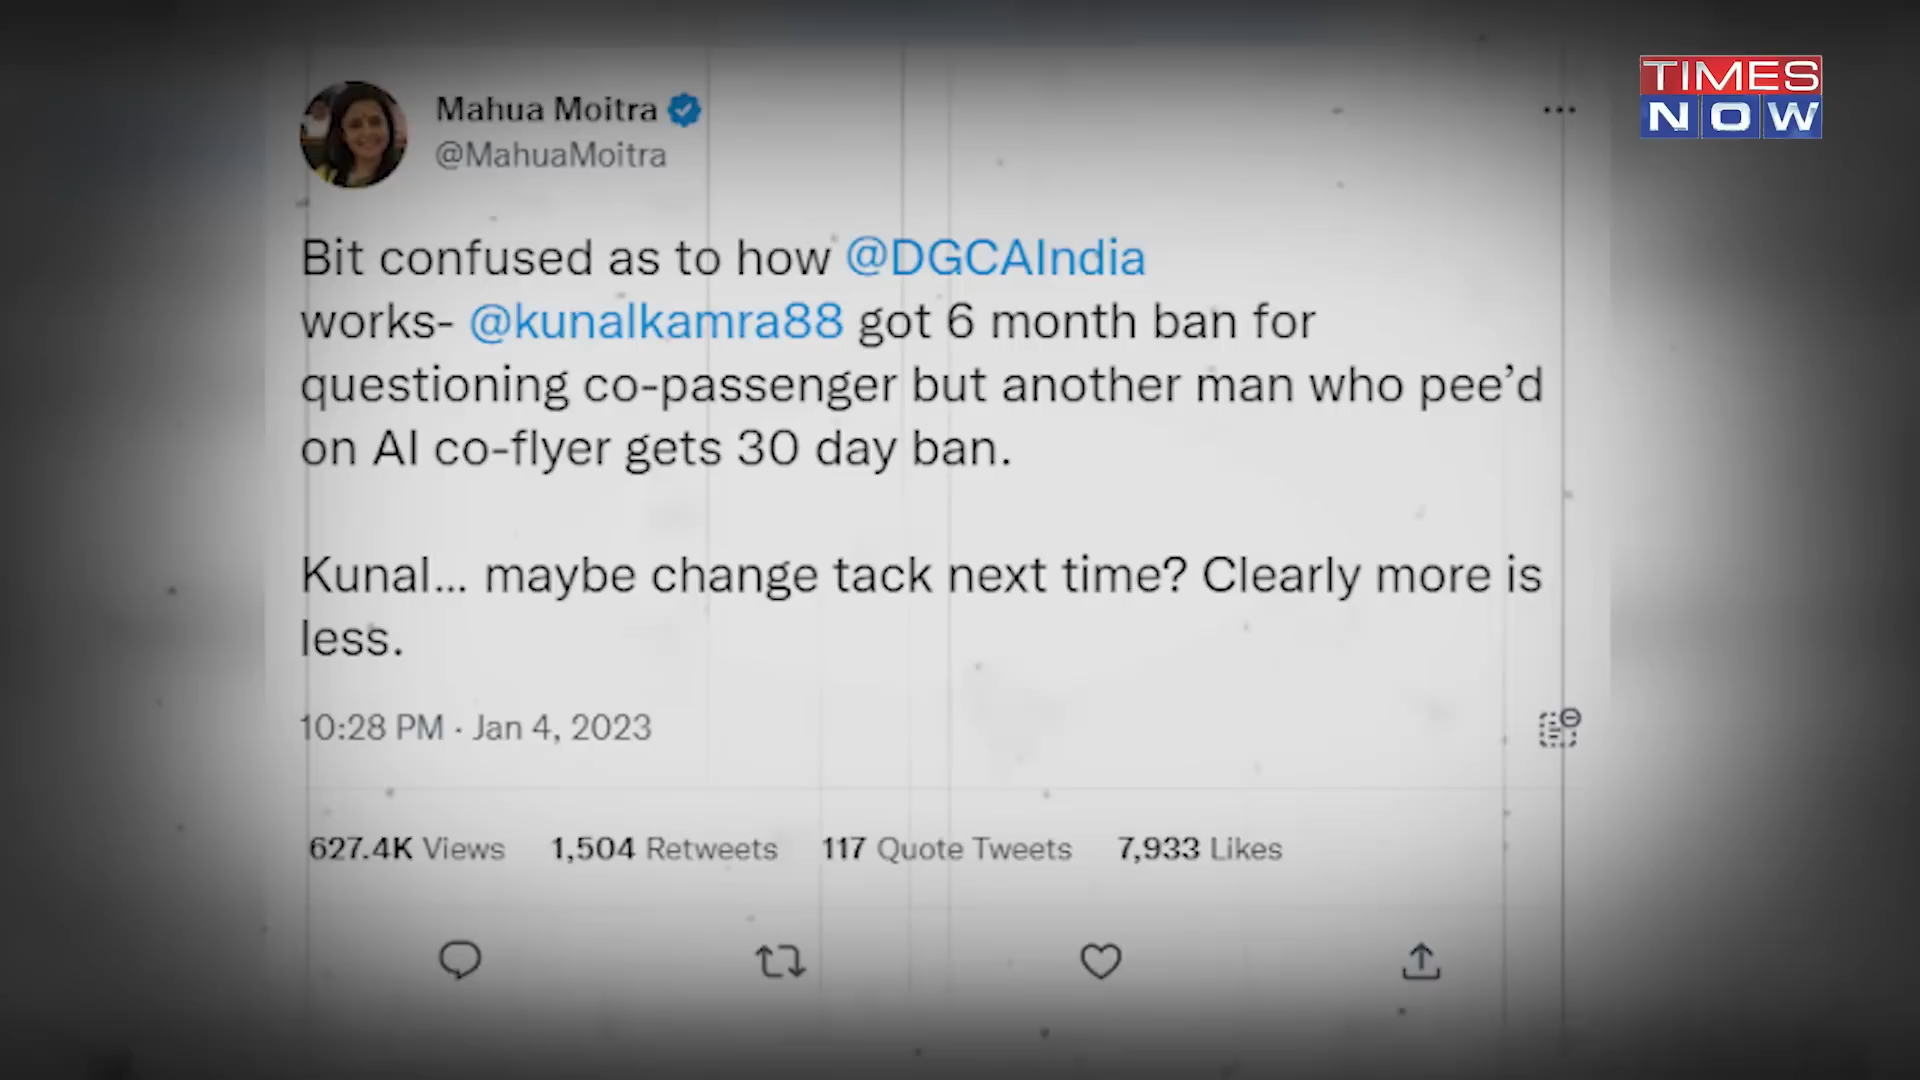 TIMES
NOW
Mahua Moitra
@MahuaMoitra
Bit confused as to how @DGCAIndia
works- @kunalkamra88 got 6 month ban for
questioning co-passenger but another man who pee’d
on AI co-flyer gets 30 day ban.
Kunal... maybe change tack next time? Clearly more is
less.
10:28 PM · Jan 4, 2023
627.4K Views 1,504 Retweets 117 Quote Tweets 7,933 Likes